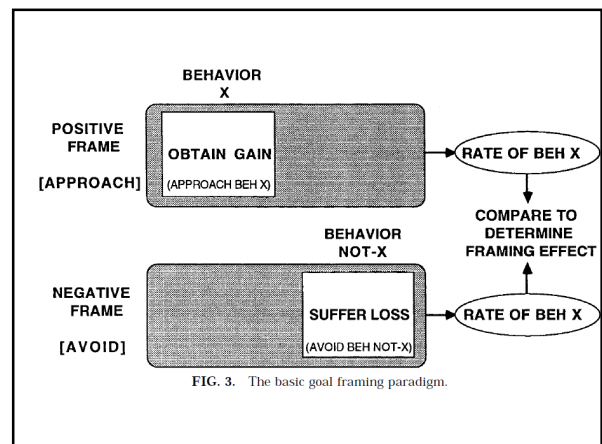 BEHAVIOR
X
POSITIVE
FRAME
[APPROACH]
OBTAIN GAIN
(APPROACH BEH X)
RATE OF BEH X
COMPARE TO
DETERMINE
FRAMING EFFECT
BEHAVIOR
NOT-X
NEGATIVE
FRAME
[AVOID]
SUFFER LOSS
(AVOID BEH NOT-X)
RATE OF BEH X
FIG. 3. The basic goal framing paradigm.